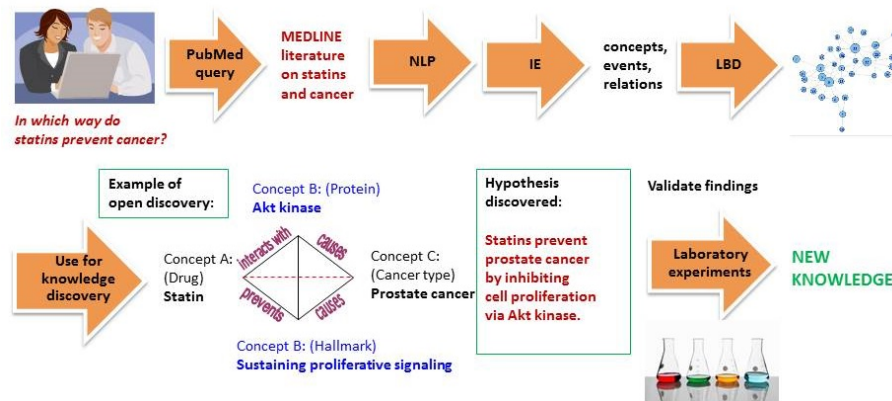 In which way do
statins prevent cancer?
PubMed
query
MEDLINE
literature
on statins
and cancer
NLP
IE
concepts,
events,
relations
LBD
Use for
knowledge
discovery
Example of
open discovery:
Concept B: (Protein)
Akt kinase
interacts with
causes
Concept A:
(Drug)
Statin
Concept C:
(Cancer type)
Prostate cancer
prevents
causes
Concept B: (Hallmark)
Sustaining proliferative signaling
Hypothesis
discovered:
Statins prevent
prostate cancer
by inhibiting
cell proliferation
via Akt kinase.
Validate findings
Laboratory
experiments
NEW
KNOWLEDGE